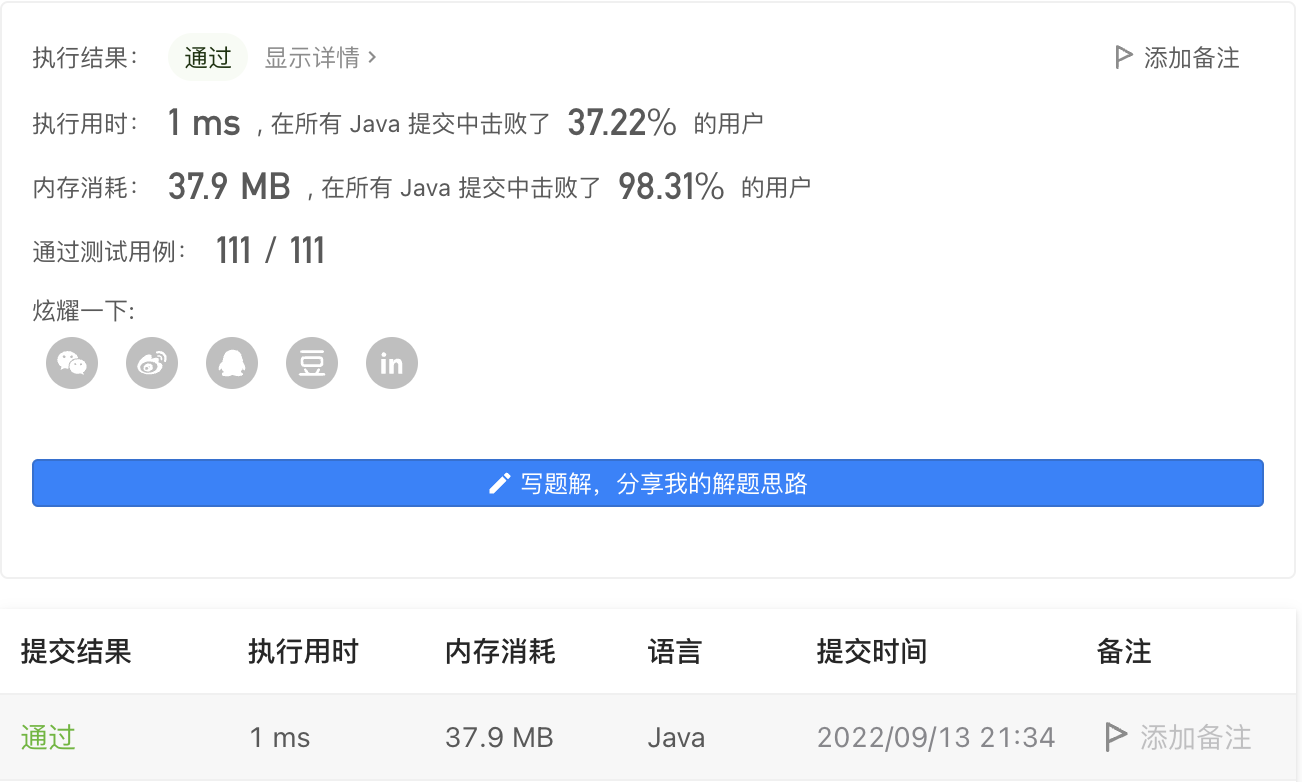 执行结果： 通过 显示详情 › 添加备注
执行用时： 1 ms , 在所有 Java 提交中击败了 37.22% 的用户
内存消耗： 37.9 MB , 在所有 Java 提交中击败了 98.31% 的用户
通过测试用例： 111 / 111
炫耀一下:
豆 in
写题解，分享我的解题思路
提交结果 执行用时 内存消耗 语言 提交时间 备注
通过 1 ms 37.9 MB Java 2022/09/13 21:34 添加备注